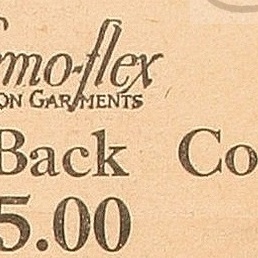 mo-flex
ON GARMENTS
Back Co
5.00